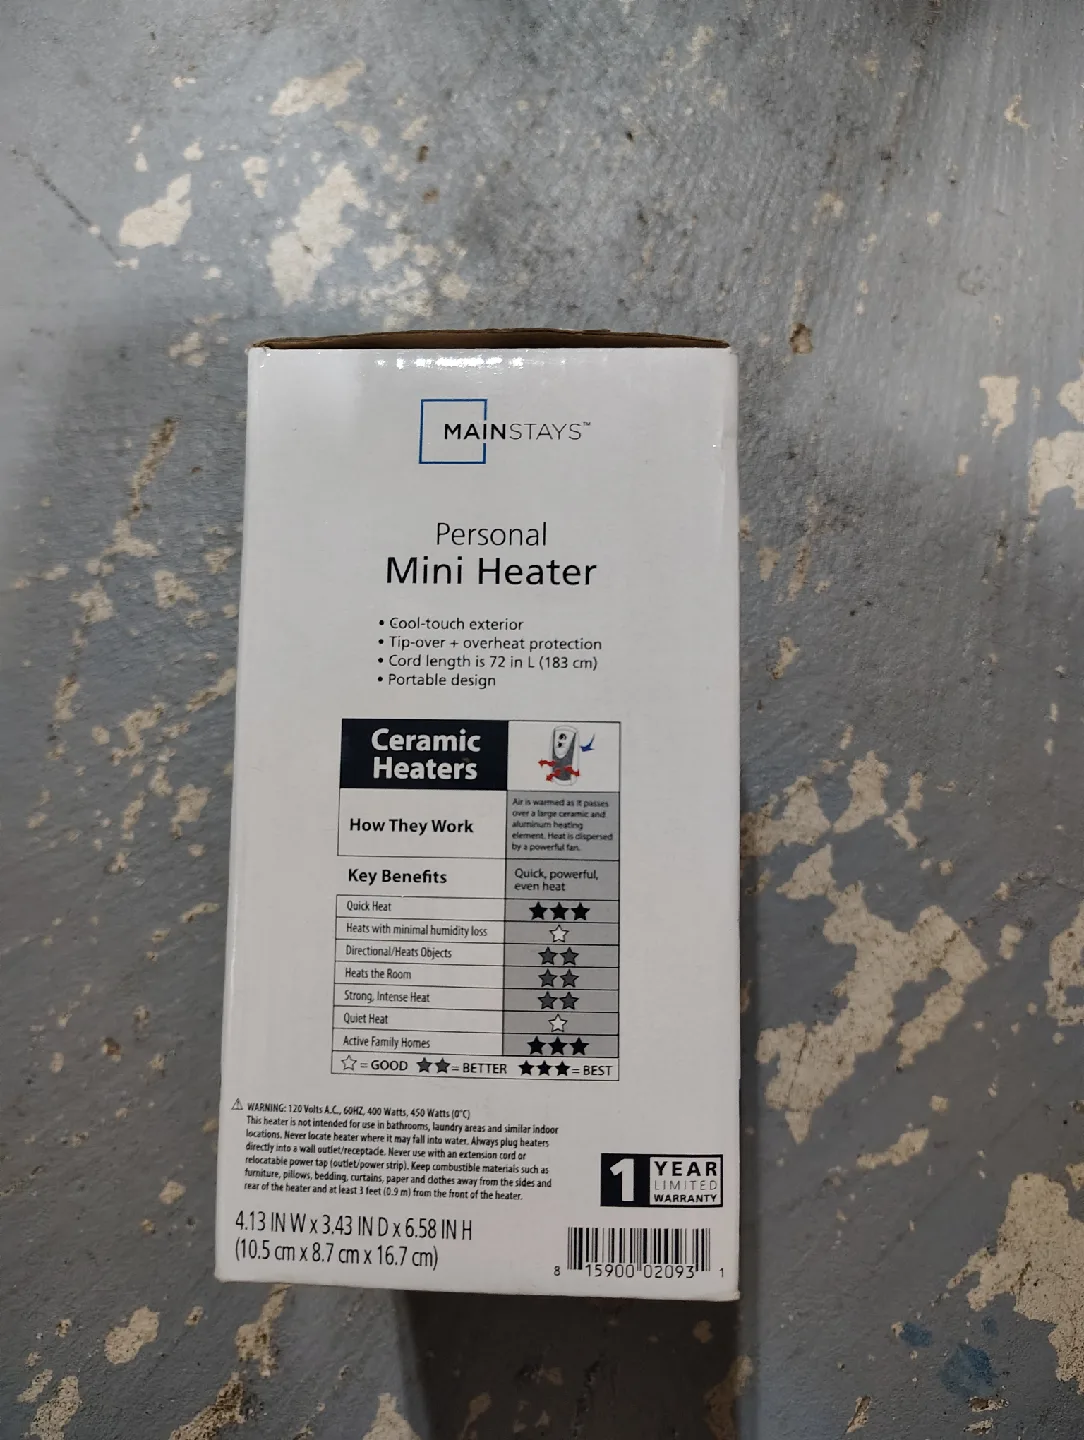 MAINSTAYS™
Personal
Mini Heater
• Cool-touch exterior
• Tip-over + overheat protection
• Cord length is 72 in L (183 cm)
• Portable design
Ceramic
Heaters
How They Work
Air is warmed as it passes
over a large ceramic and
aluminum heating
element. Heat is dispersed
by a powerful fan.
Key Benefits
Quick, powerful,
even heat
Quick Heat ★★★
Heats with minimal humidity loss ☆
Directional/Heats Objects ★★
Heats the Room ★★
Strong, Intense Heat ★★
Quiet Heat ☆
Active Family Homes ★★★
☆ = GOOD ★★ = BETTER ★★★ = BEST
⚠ WARNING: 120 Volts A.C., 60HZ, 400 Watts, 450 Watts (0°C)
This heater is not intended for use in bathrooms, laundry areas and similar indoor
locations. Never locate heater where it may fall into water. Always plug heaters
directly into a wall outlet/receptacle. Never use with an extension cord or
relocatable power tap (outlet/power strip). Keep combustible materials such as
furniture, pillows, bedding, curtains, paper and clothes away from the sides and
rear of the heater and at least 3 feet (0.9 m) from the front of the heater.
1 YEAR
LIMITED
WARRANTY
4.13 IN W x 3.43 IN D x 6.58 IN H
(10.5 cm x 8.7 cm x 16.7 cm)
8 15900 02093 1